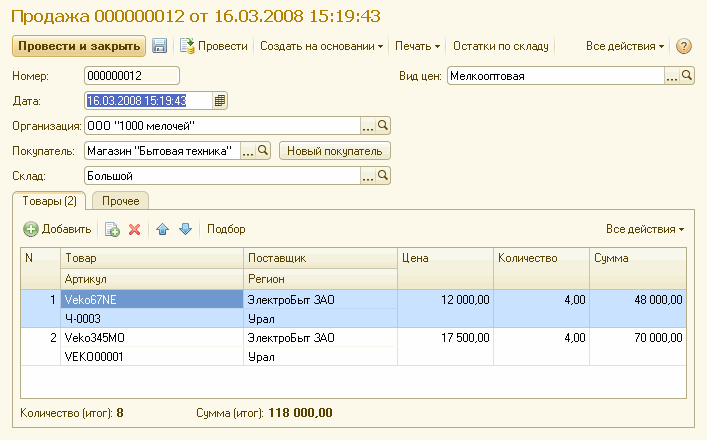 Продажа 000000012 от 16.03.2008 15:19:43
Провести и закрыть Провести Создать на основании Печать Остатки по складу Все действия ?
Номер: 000000012 Вид цен: Мелкооптовая ...
Дата: 16.03.2008 15:19:43
Организация: ООО "1000 мелочей" ...
Покупатель: Магазин "Бытовая техника" ... Новый покупатель
Склад: Большой ...
Товары (2) Прочее
Добавить Подбор Все действия
N Товар Поставщик Цена Количество Сумма
Артикул Регион
1 Veko67NE ЭлектроБыт ЗАО 12 000,00 4,00 48 000,00
Ч-0003 Урал
2 Veko345MO ЭлектроБыт ЗАО 17 500,00 4,00 70 000,00
VEKO00001 Урал
Количество (итог): 8 Сумма (итог): 118 000,00